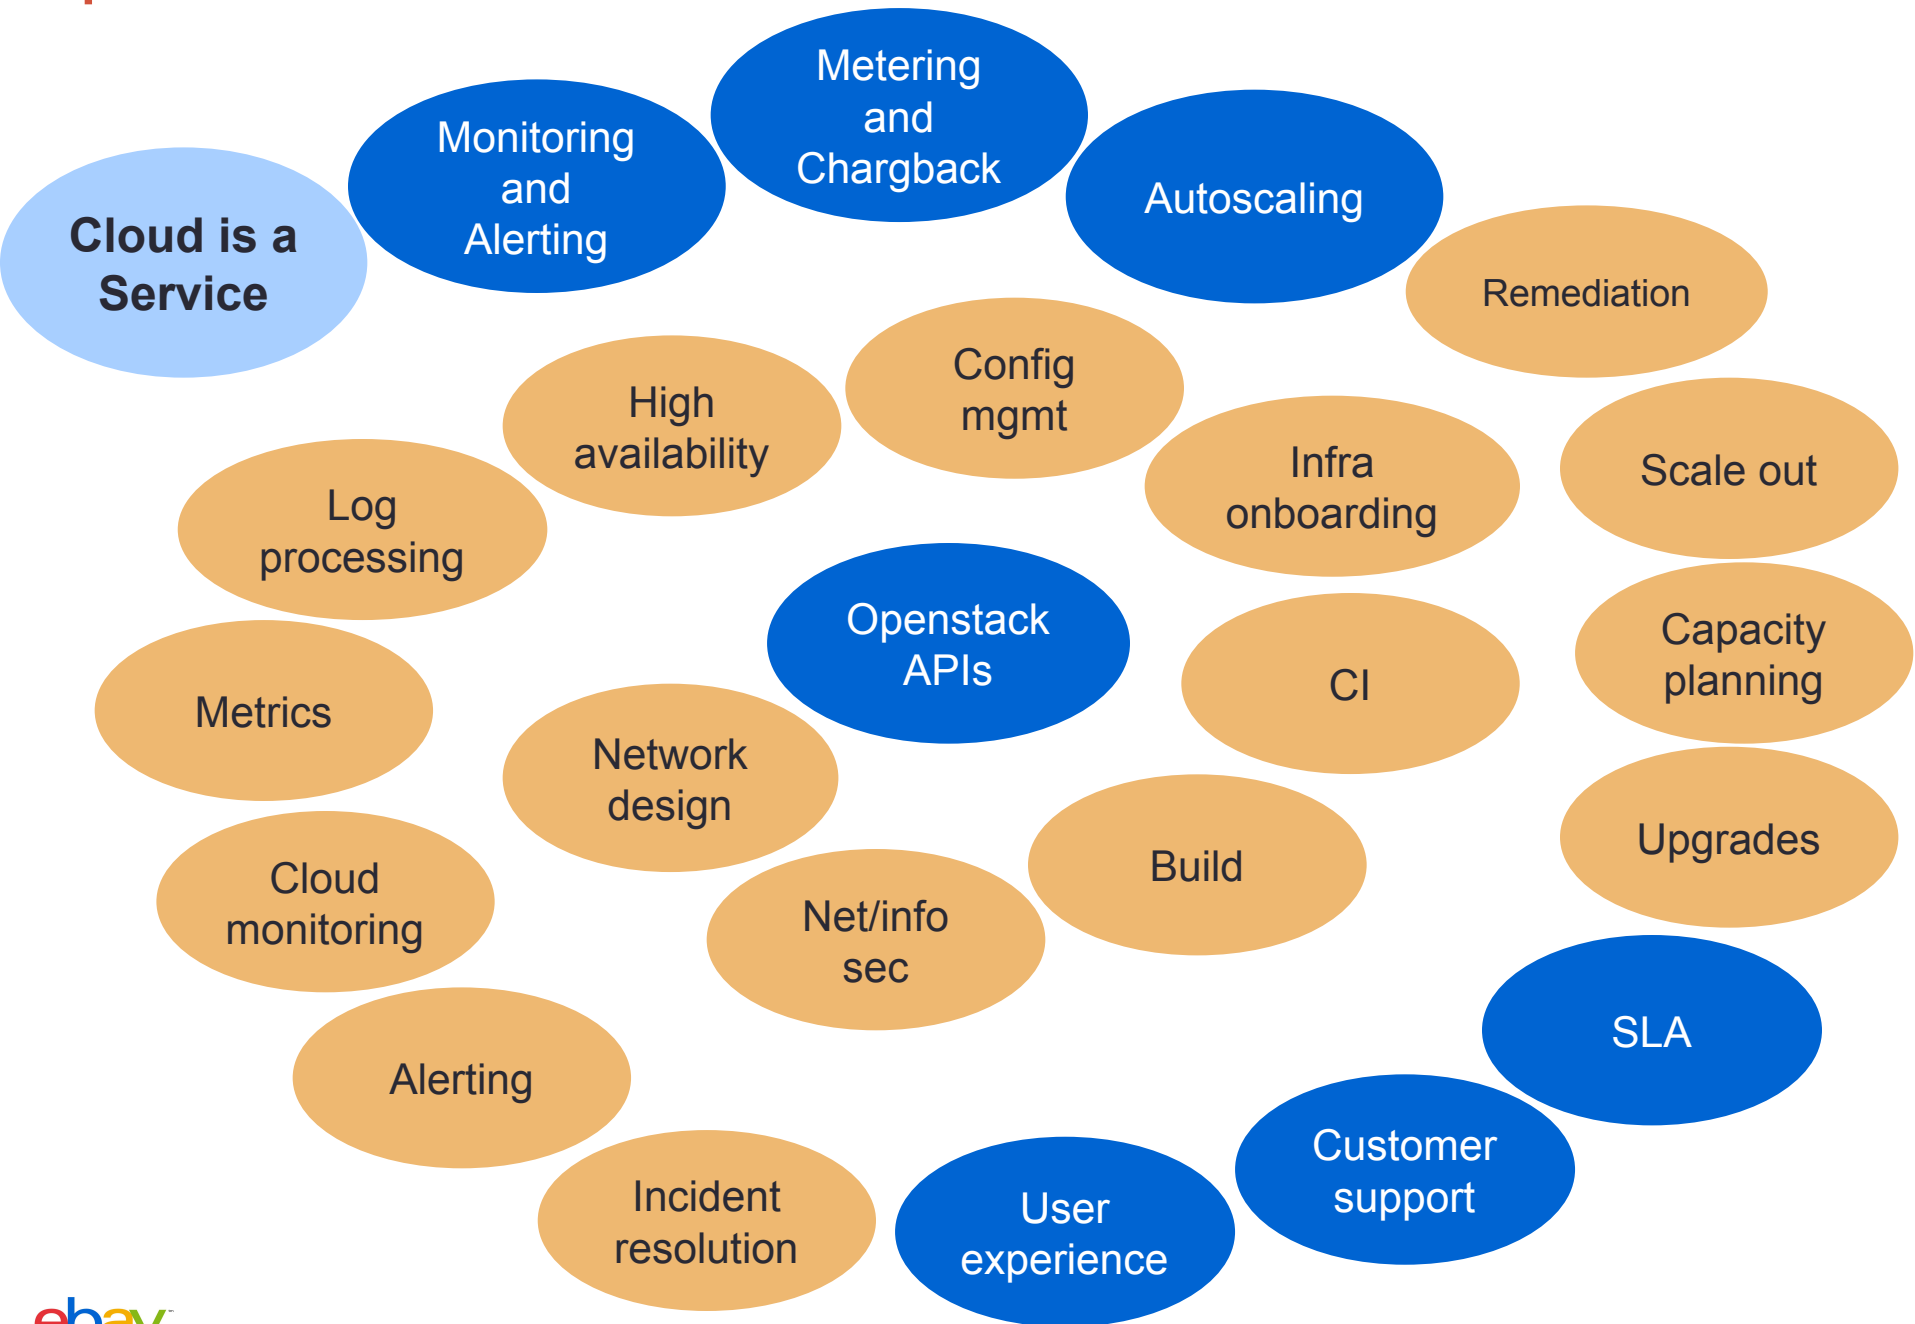 Cloud is a
Service
Monitoring
and
Alerting
Metering
and
Chargback
Autoscaling
Remediation
High
availability
Config
mgmt
Infra
onboarding
Scale out
Log
processing
Openstack
APIs
CI
Capacity
planning
Metrics
Network
design
Build
Upgrades
Cloud
monitoring
Net/info
sec
SLA
Alerting
Incident
resolution
User
experience
Customer
support
ebay